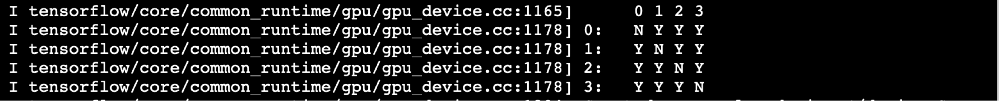 I tensorflow/core/common_runtime/gpu/gpu_device.cc:1165]      0 1 2 3
I tensorflow/core/common_runtime/gpu/gpu_device.cc:1178] 0:   N Y Y Y
I tensorflow/core/common_runtime/gpu/gpu_device.cc:1178] 1:   Y N Y Y
I tensorflow/core/common_runtime/gpu/gpu_device.cc:1178] 2:   Y Y N Y
I tensorflow/core/common_runtime/gpu/gpu_device.cc:1178] 3:   Y Y Y N